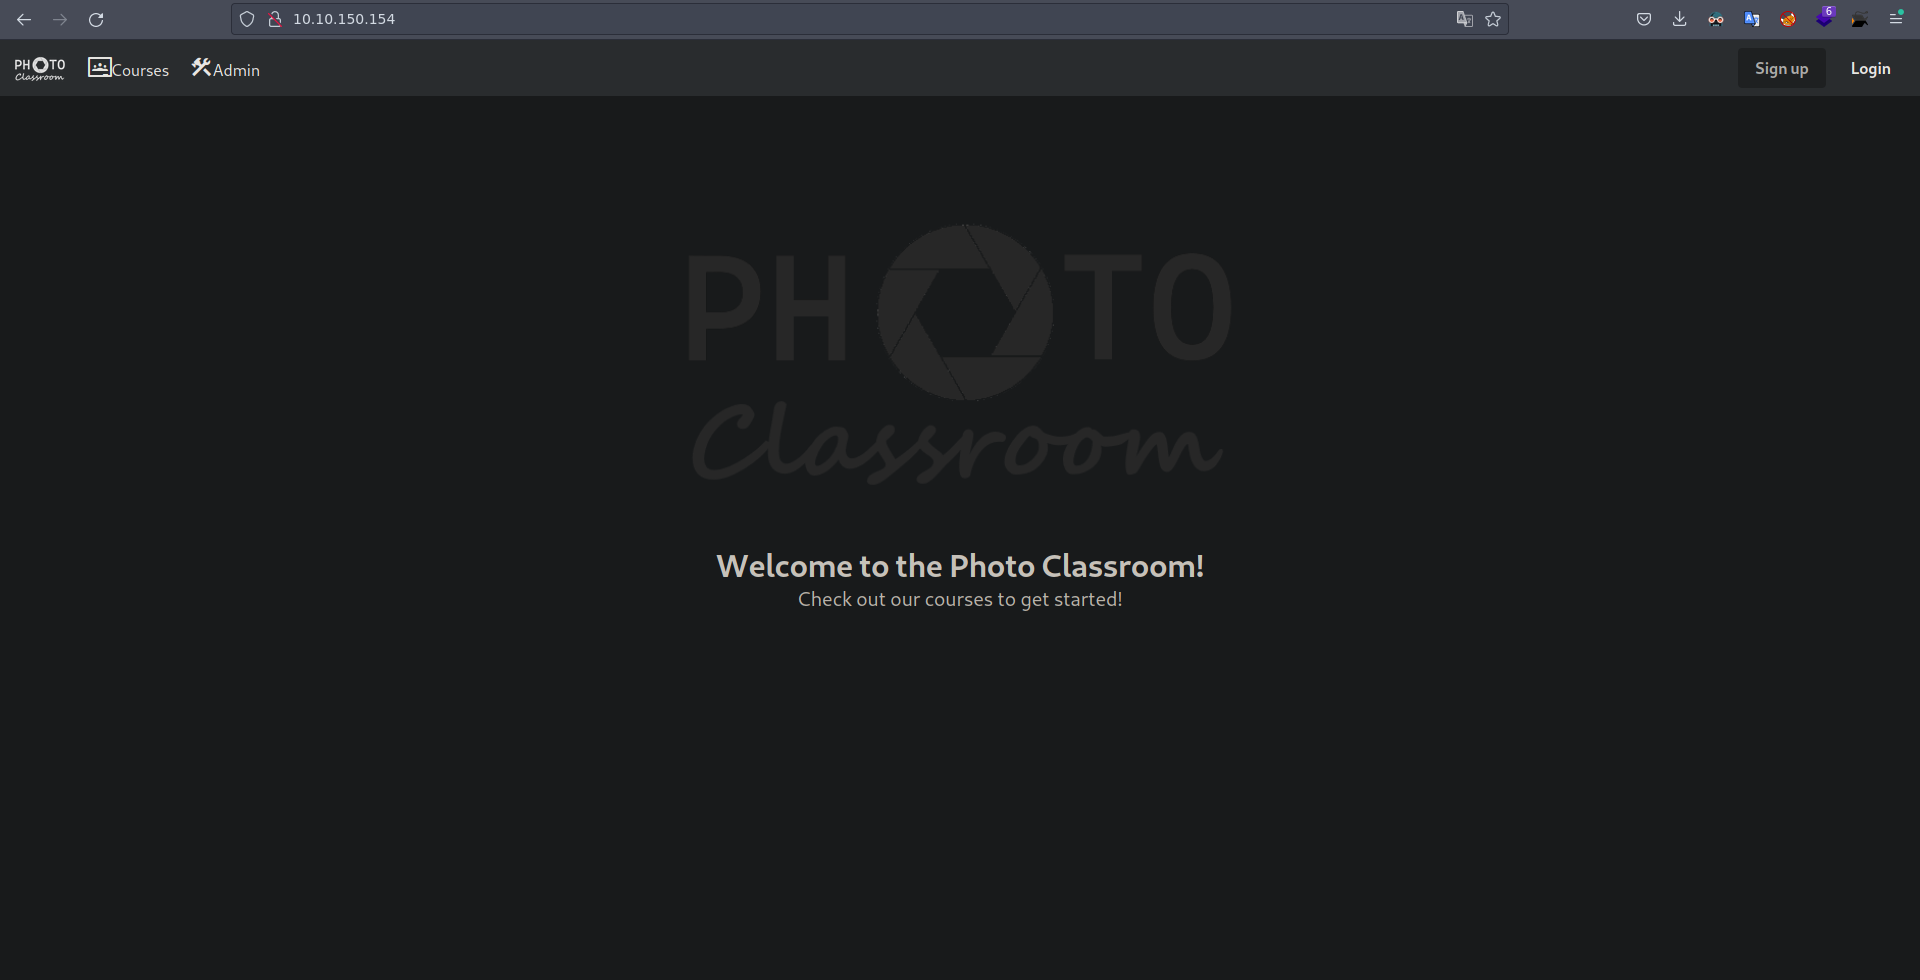 10.10.150.154
6
PHOTO
Classroom
Courses
Admin
Sign up
Login
PHOTO
Classroom
Welcome to the Photo Classroom!
Check out our courses to get started!